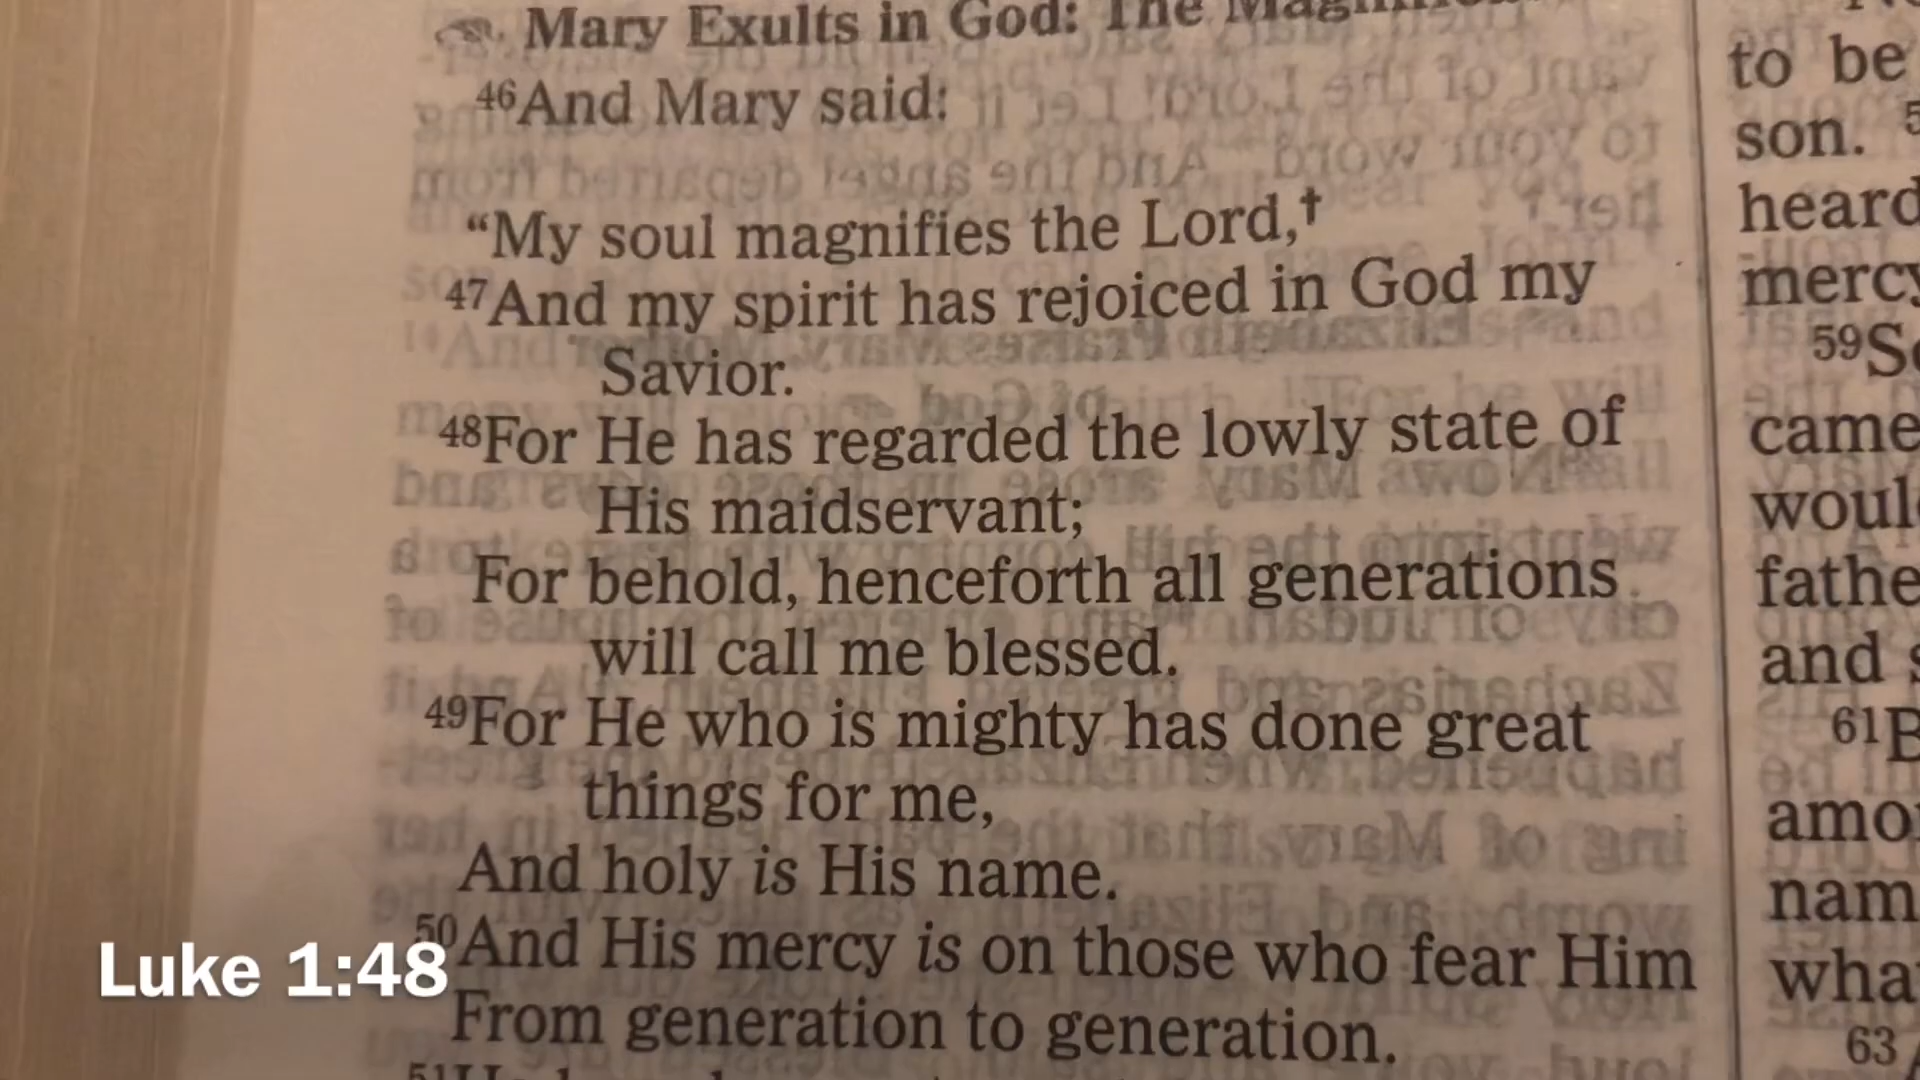 Mary Exults in God: The
46And Mary said:
“My soul magnifies the Lord,†
47And my spirit has rejoiced in God my
Savior.
48For He has regarded the lowly state of
His maidservant;
For behold, henceforth all generations
will call me blessed.
49For He who is mighty has done great
things for me,
And holy is His name.
50And His mercy is on those who fear Him
From generation to generation.
Luke 1:48
to be
son.
heard
mercy
59
came
fathe
and
61
63